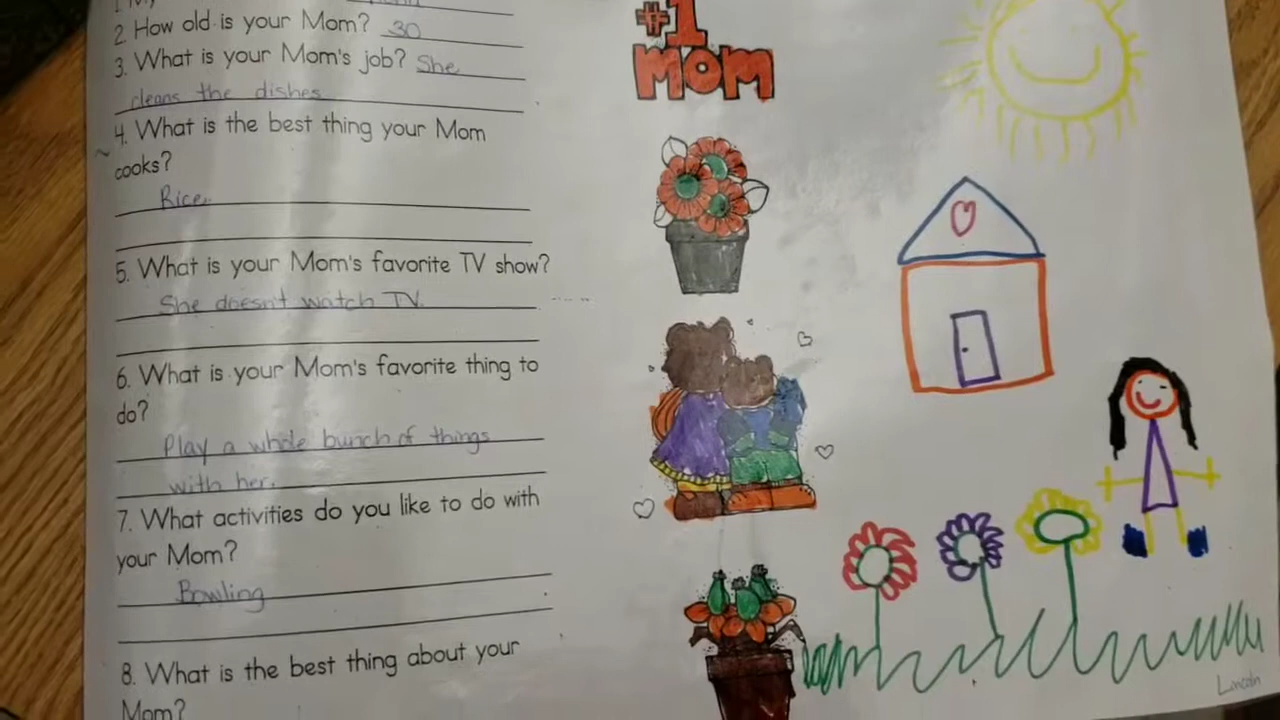 1. My
2. How old is your Mom? 30
3. What is your Mom's job? She
cleans the dishes
4. What is the best thing your Mom
cooks?
Rice.
5. What is your Mom's favorite TV show?
She doesn't watch TV.
6. What is your Mom's favorite thing to
do?
Play a whole bunch of things
with her.
7. What activities do you like to do with
your Mom?
Bowling
8. What is the best thing about your
Mom?
#1
MOM
Lincoln